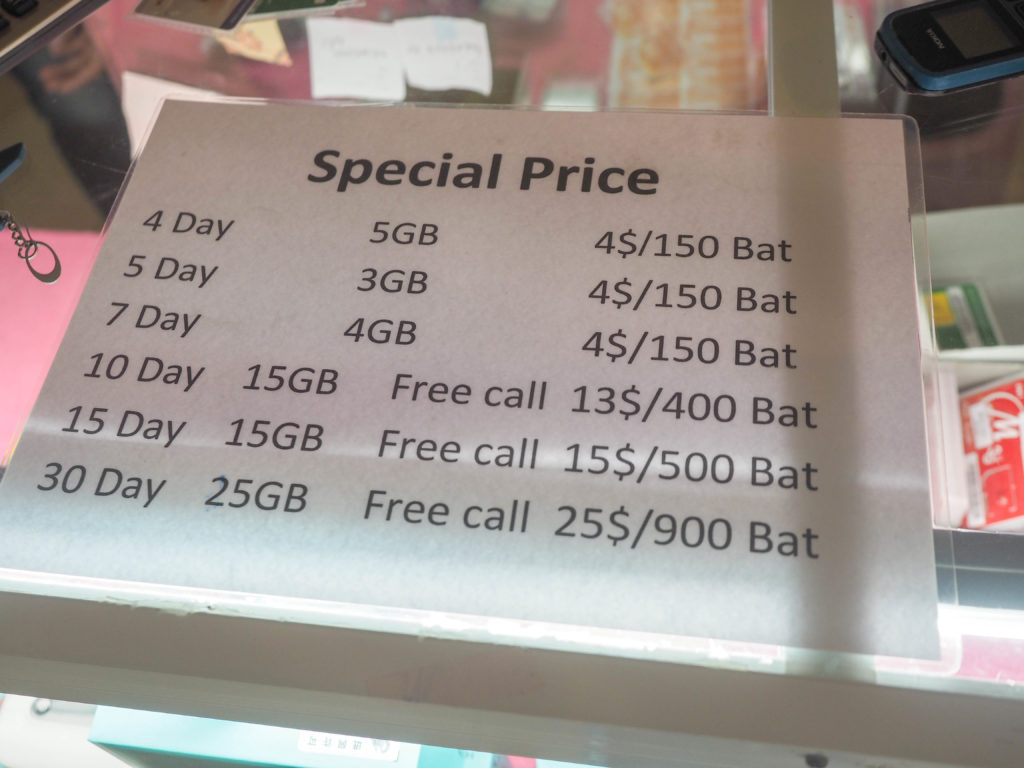 Special Price
4 Day 5GB 4$/150 Bat
5 Day 3GB 4$/150 Bat
7 Day 4GB 4$/150 Bat
10 Day 15GB Free call 13$/400 Bat
15 Day 15GB Free call 15$/500 Bat
30 Day 25GB Free call 25$/900 Bat
NOKIA